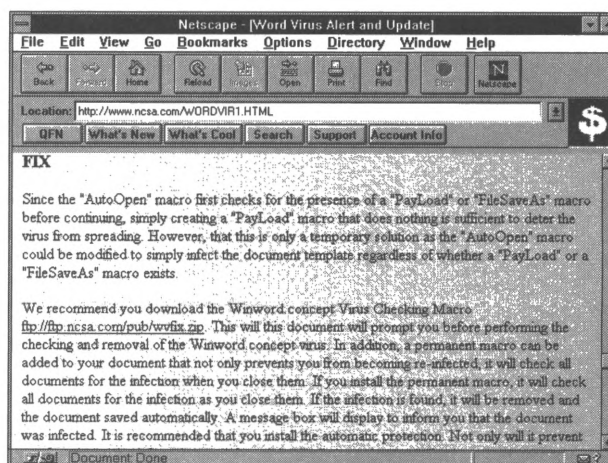 Netscape - [Word Virus Alert and Update]
File Edit View Go Bookmarks Options Directory Window Help
Back Forward Home Reload Images Open Print Find Stop Netscape
N
Location: http://www.ncsa.com/WORDVIR1.HTML
$
QFN What's New What's Cool Search Support Account Info
FIX
Since the "AutoOpen" macro first checks for the presence of a "PayLoad" or "FileSaveAs" macro
before continuing, simply creating a "PayLoad" macro that does nothing is sufficient to deter the
virus from spreading. However, that this is only a temporary solution as the "AutoOpen" macro
could be modified to simply infect the document template regardless of whether a "PayLoad" or a
"FileSaveAs" macro exists.
We recommend you download the Winword.concept Virus Checking Macro
ftp://ftp.ncsa.com/pub/wvfix.zip. This will this document will prompt you before performing the
checking and removal of the Winword.concept virus. In addition, a permanent macro can be
added to your document that not only prevents you from becoming re-infected, it will check all
documents for the infection when you close them. If you install the permanent macro, it will check
all documents for the infection as you close them. If the infection is found, it will be removed and
the document saved automatically. A message box will display to inform you that the document
was infected. It is recommended that you install the automatic protection. Not only will it prevent
Document: Done